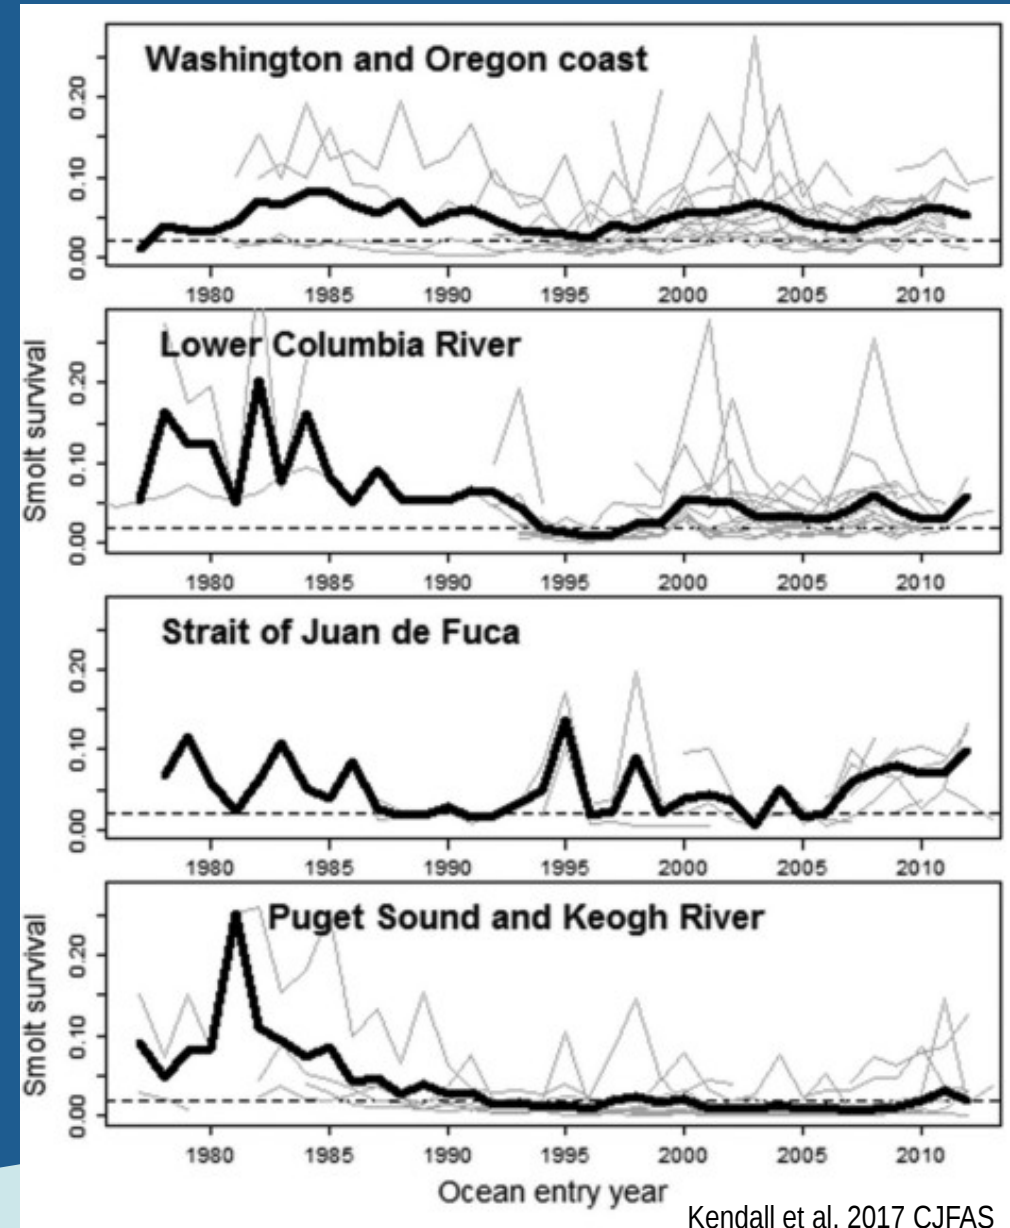 Washington and Oregon coast
0.20
0.10
0.00
1980 1985 1990 1995 2000 2005 2010
Smolt survival
Lower Columbia River
0.20
0.10
0.00
1980 1985 1990 1995 2000 2005 2010
Strait of Juan de Fuca
0.20
0.10
0.00
1980 1985 1990 1995 2000 2005 2010
Smolt survival
Puget Sound and Keogh River
0.20
0.10
0.00
1980 1985 1990 1995 2000 2005 2010
Ocean entry year
Kendall et al. 2017 CJFAS